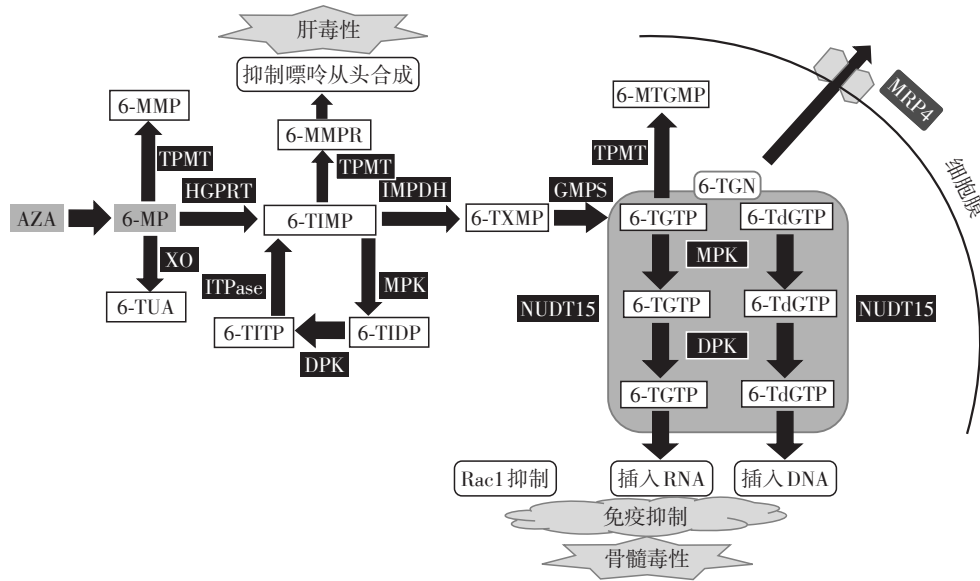 肝毒性
抑制嘌呤从头合成
6-MMP
6-MMPR
6-MTGMP
MRP4
TPMT
TPMT
TPMT
细胞膜
HGPRT
IMPDH
GMPS
6-TGN
AZA
6-MP
6-TIMP
6-TXMP
6-TGTP
6-TdGTP
XO
ITPase
MPK
MPK
6-TUA
6-TITP
6-TIDP
NUDT15
6-TGTP
6-TdGTP
NUDT15
DPK
DPK
6-TGTP
6-TdGTP
Rac1抑制
插入RNA
插入DNA
免疫抑制
骨髓毒性